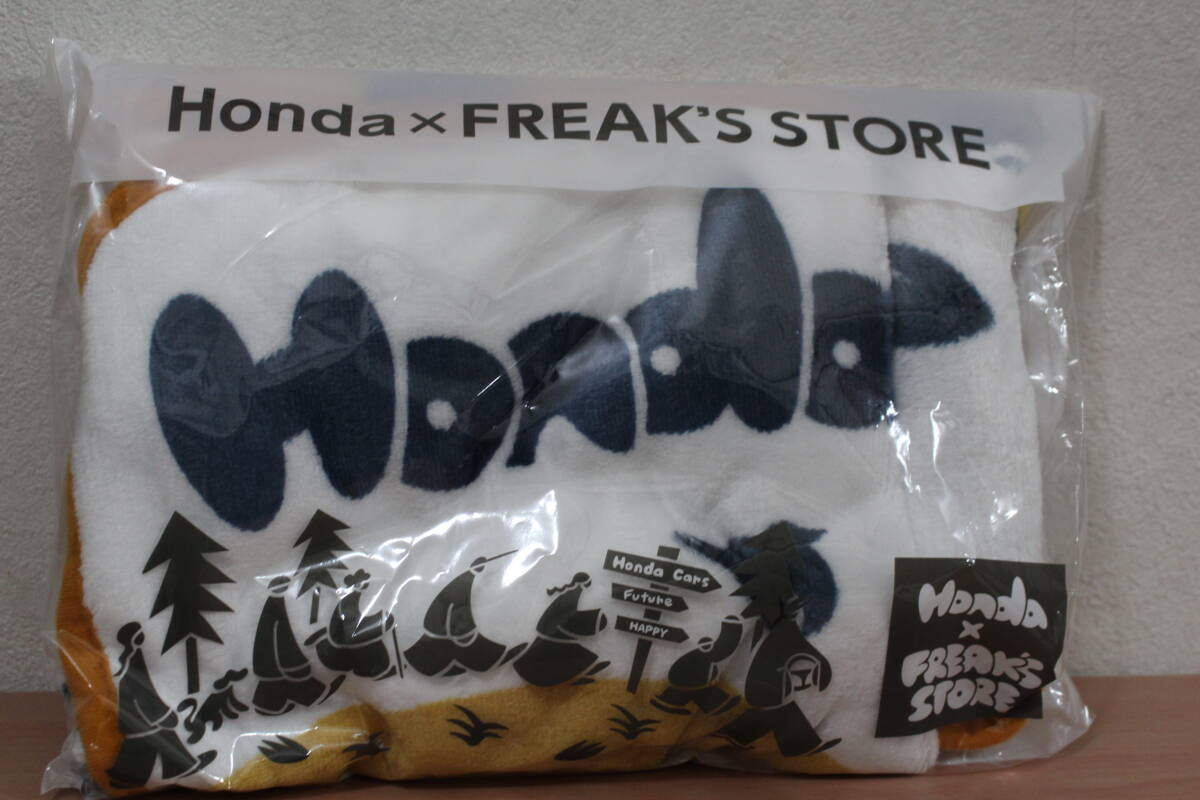 Honda × FREAK'S STORE
Honda
Honda Cars
Future
HAPPY
Honda
×
FREAK'S
STORE